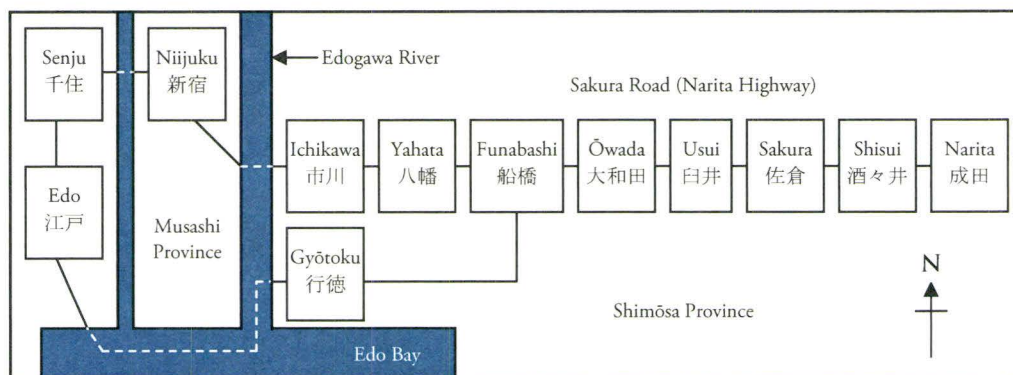 Senju
千住
Niijuku
新宿
Edogawa River
Sakura Road (Narita Highway)
Ichikawa
市川
Yahata
八幡
Funabashi
船橋
Ōwada
大和田
Usui
臼井
Sakura
佐倉
Shisui
酒々井
Narita
成田
Edo
江戸
Musashi
Province
Gyōtoku
行徳
N
Shimōsa Province
Edo Bay